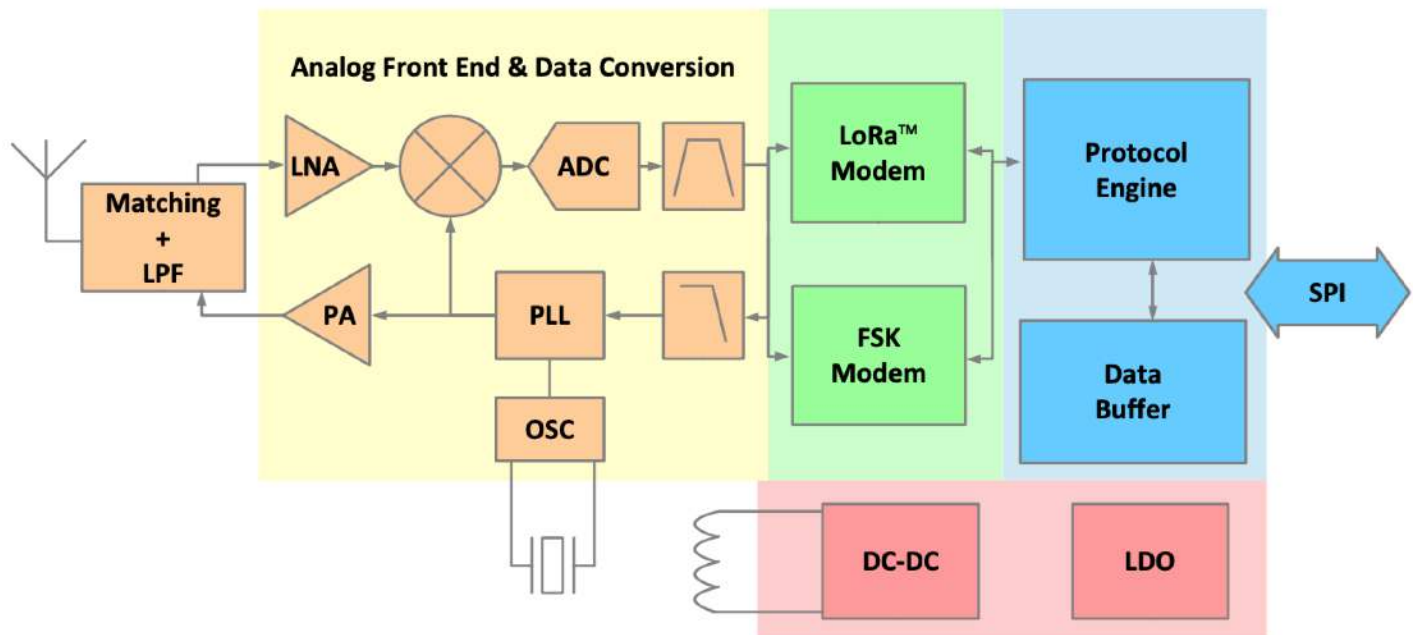 Analog Front End & Data Conversion
LNA
ADC
LoRa™
Modem
Protocol
Engine
Matching
+
LPF
PA
PLL
FSK
Modem
SPI
Data
Buffer
OSC
DC-DC
LDO